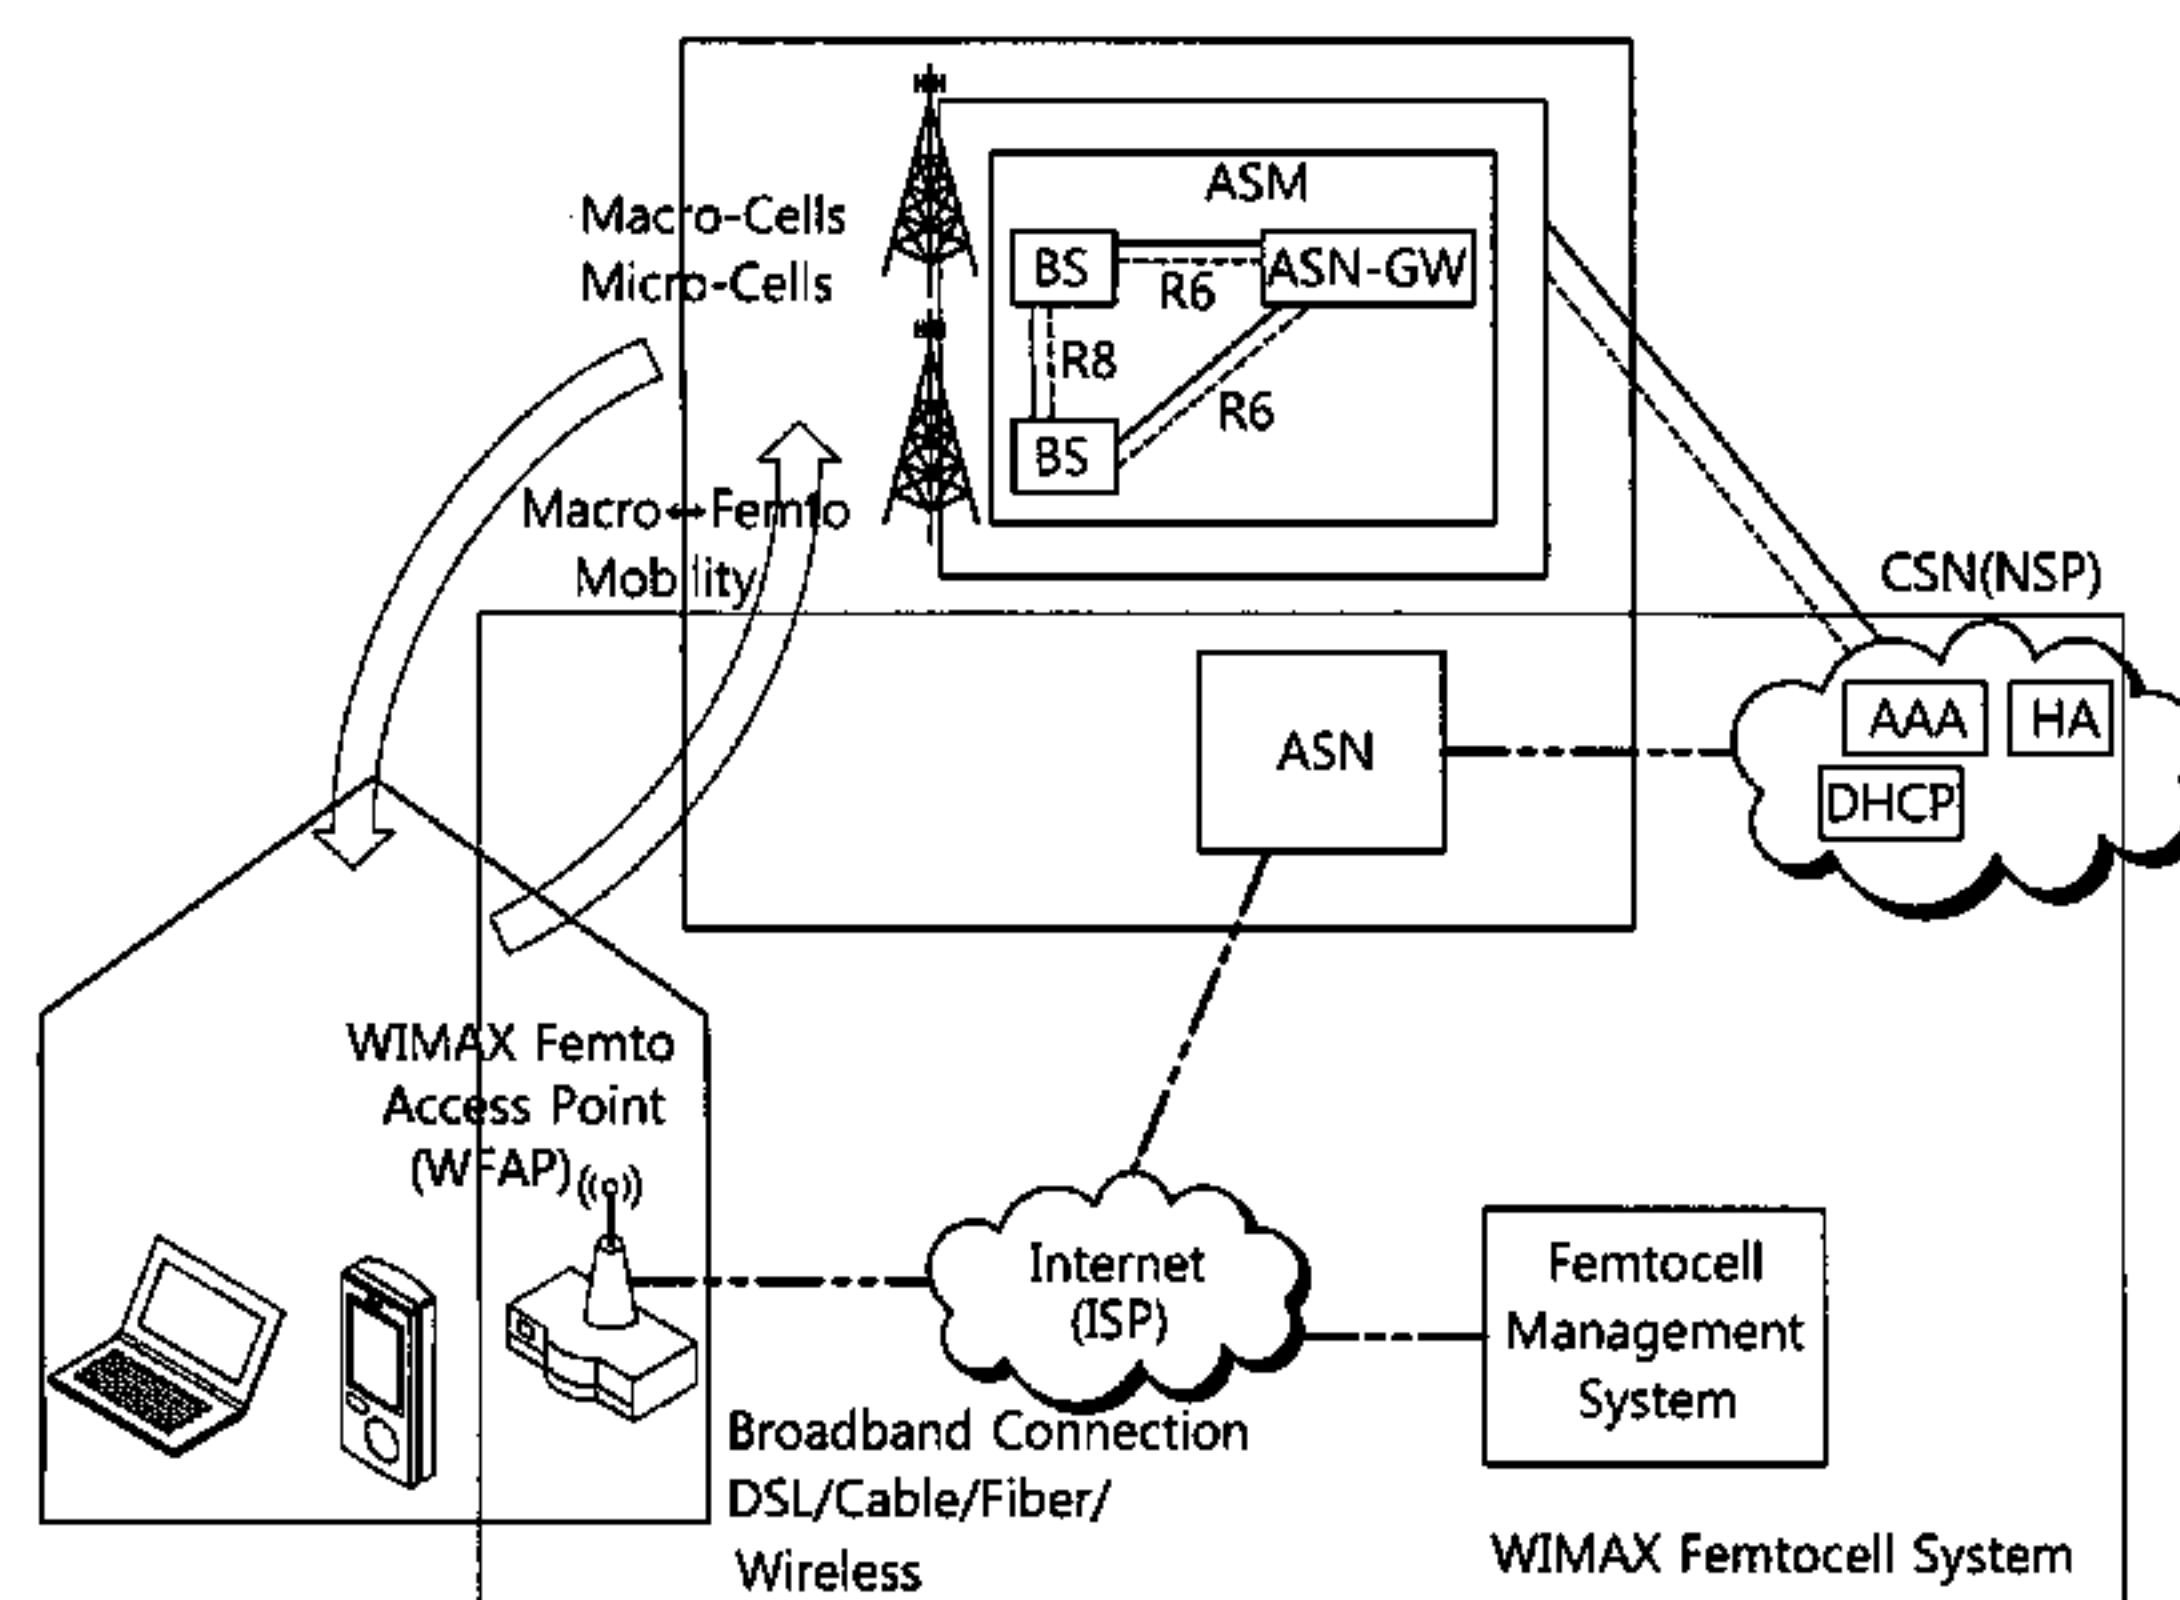 ASM
Macro-Cells
Micro-Cells
BS
R6
ASN-GW
R8
R6
BS
Macro↔Femto
Mobility
CSN(NSP)
ASN
AAA
HA
DHCP
WIMAX Femto
Access Point
(WFAP)
Internet
(ISP)
Femtocell
Management
System
Broadband Connection
DSL/Cable/Fiber/
Wireless
WIMAX Femtocell System